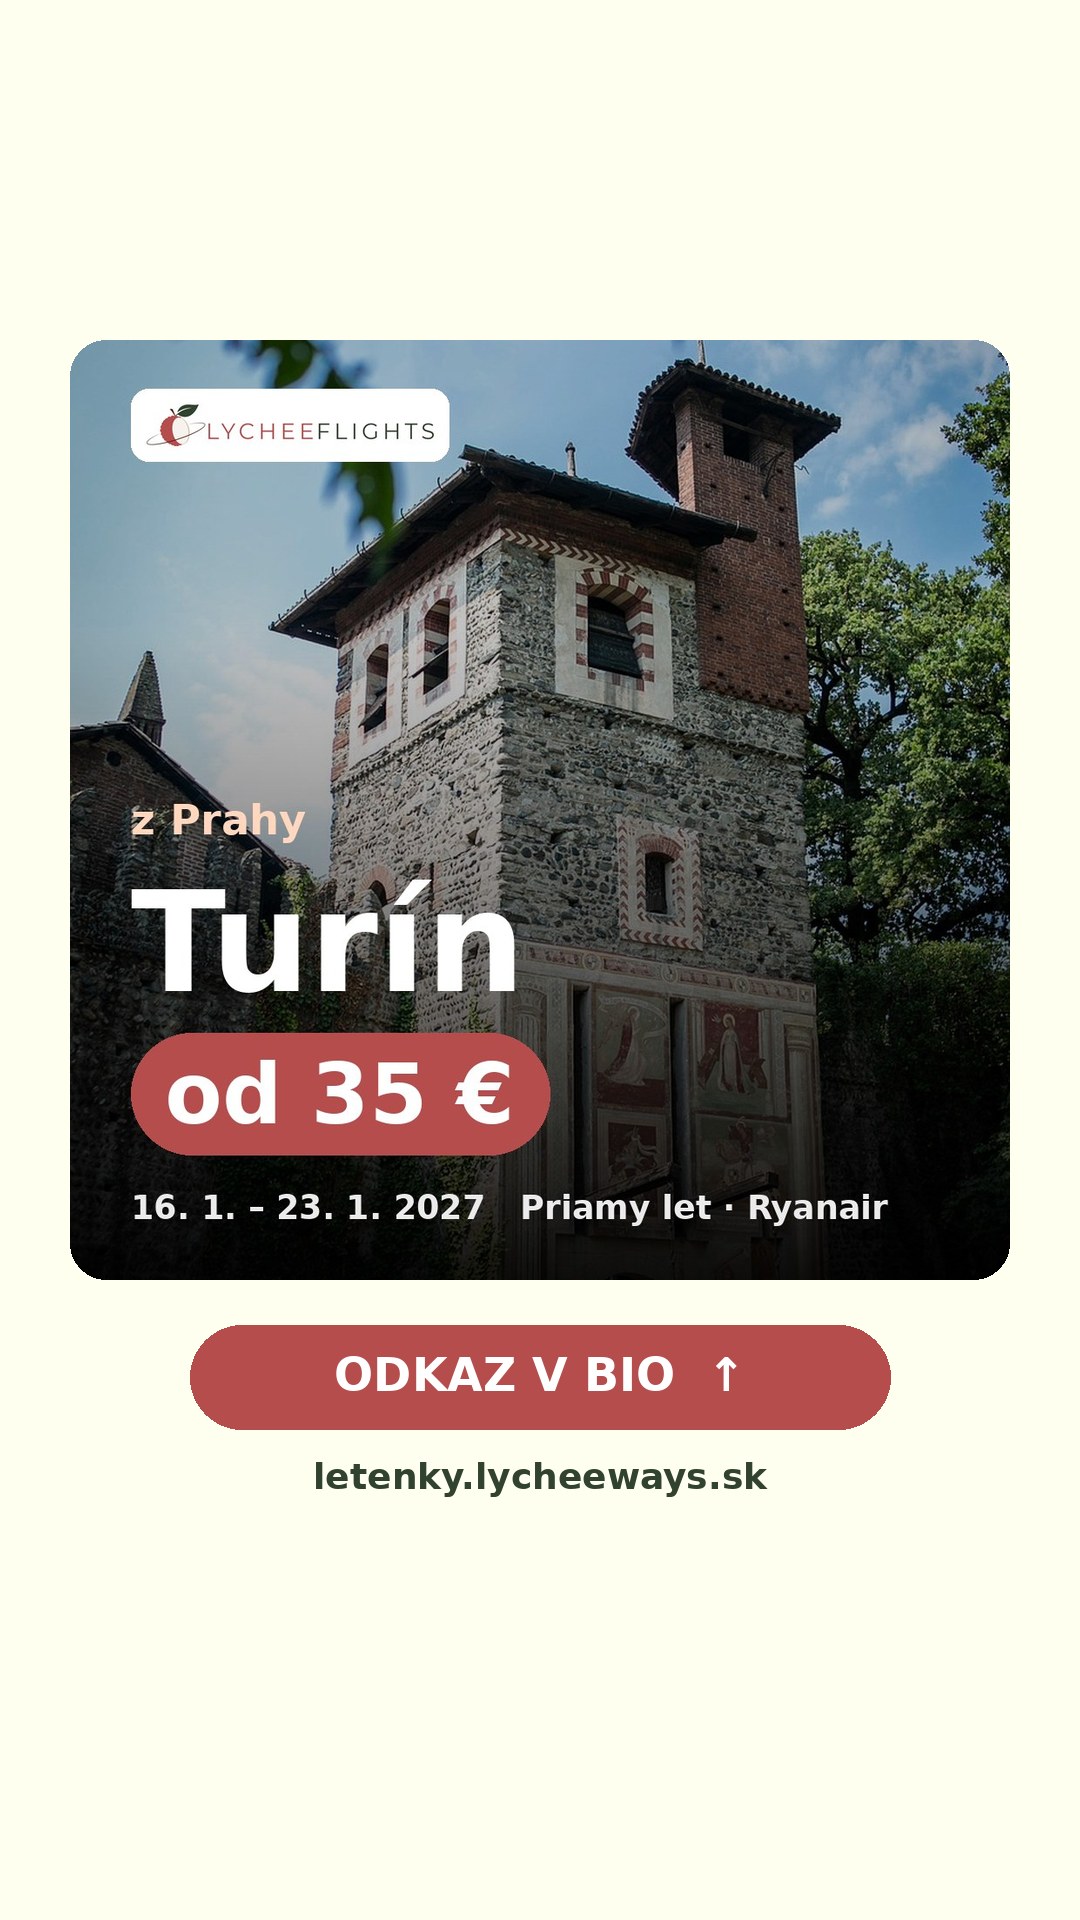 LYCHEEFLIGHTS
z Prahy
Turín
od 35 €
16. 1. – 23. 1. 2027 Priamy let · Ryanair
ODKAZ V BIO ↑
letenky.lycheeways.sk